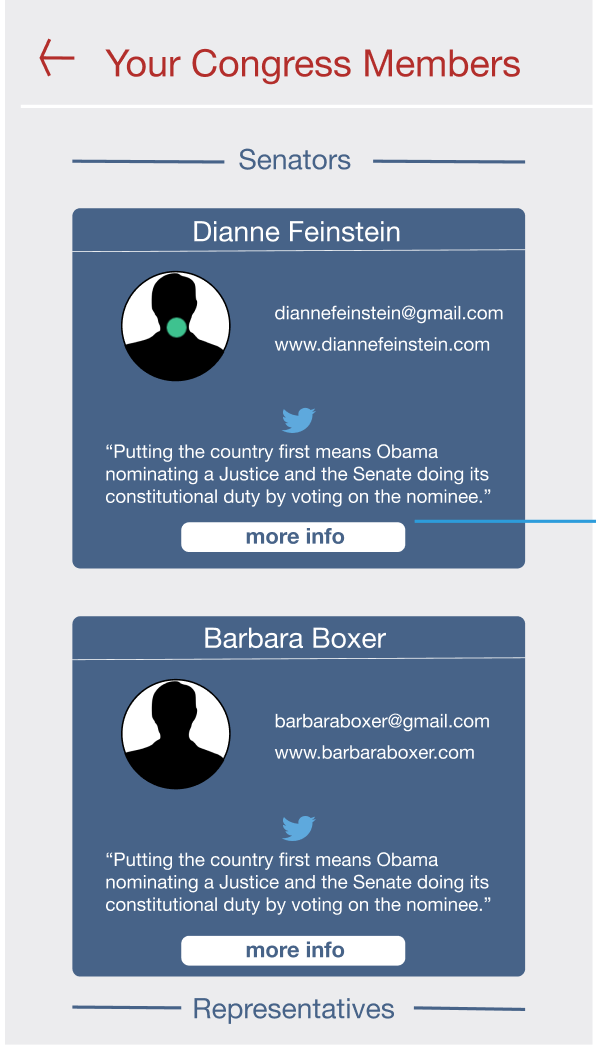 Your Congress Members
Senators
Dianne Feinstein
diannefeinstein@gmail.com
www.diannefeinstein.com
“Putting the country first means Obama
nominating a Justice and the Senate doing its
constitutional duty by voting on the nominee.”
more info
Barbara Boxer
barbaraboxer@gmail.com
www.barbaraboxer.com
“Putting the country first means Obama
nominating a Justice and the Senate doing its
constitutional duty by voting on the nominee.”
more info
Representatives